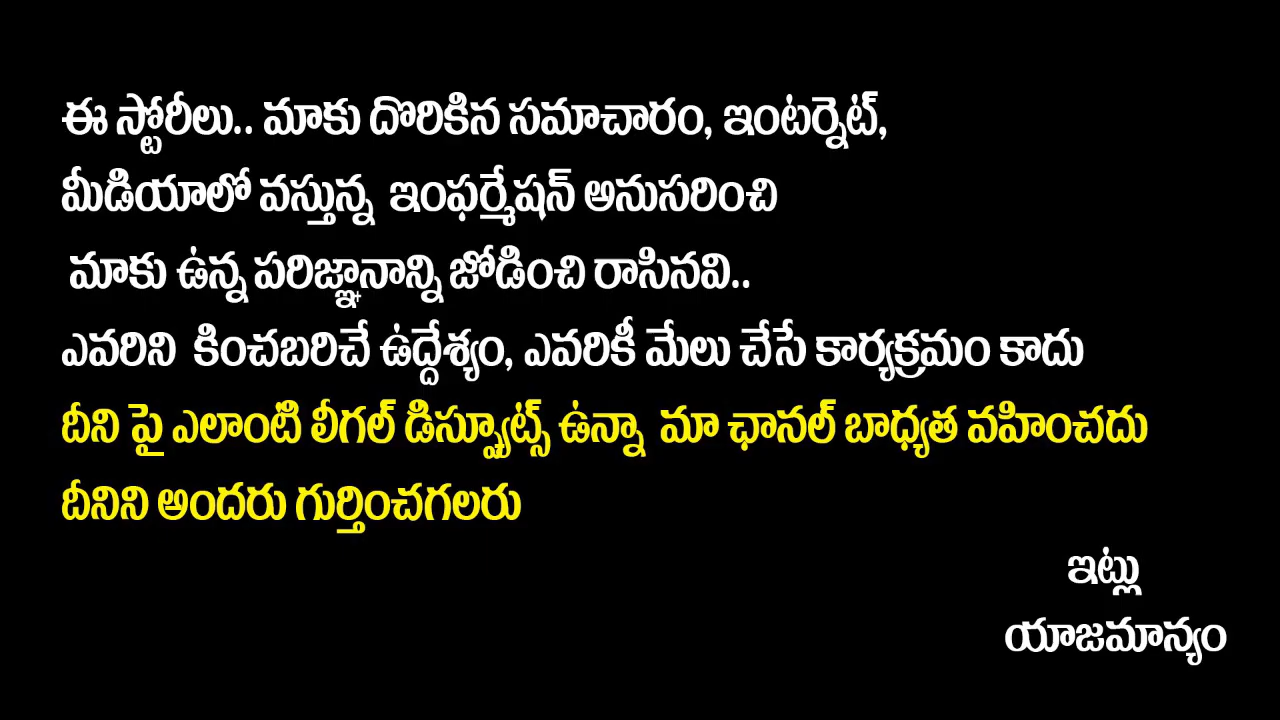 ఈ స్టోరీలు.. మాకు దొరికిన సమాచారం, ఇంటర్నెట్,
మీడియాలో వస్తున్న ఇంఫర్మేషన్ అనుసరించి
మాకు ఉన్న పరిజ్ఞానాన్ని జోడించి రాసినవి..
ఎవరిని కించబరిచే ఉద్దేశ్యం, ఎవరికీ మేలు చేసే కార్యక్రమం కాదు
దీని పై ఎలాంటి లీగల్ డిస్ప్యూట్స్ ఉన్నా మా ఛానల్ బాధ్యత వహించదు
దీనిని అందరు గుర్తించగలరు
ఇట్లు
యాజమాన్యం